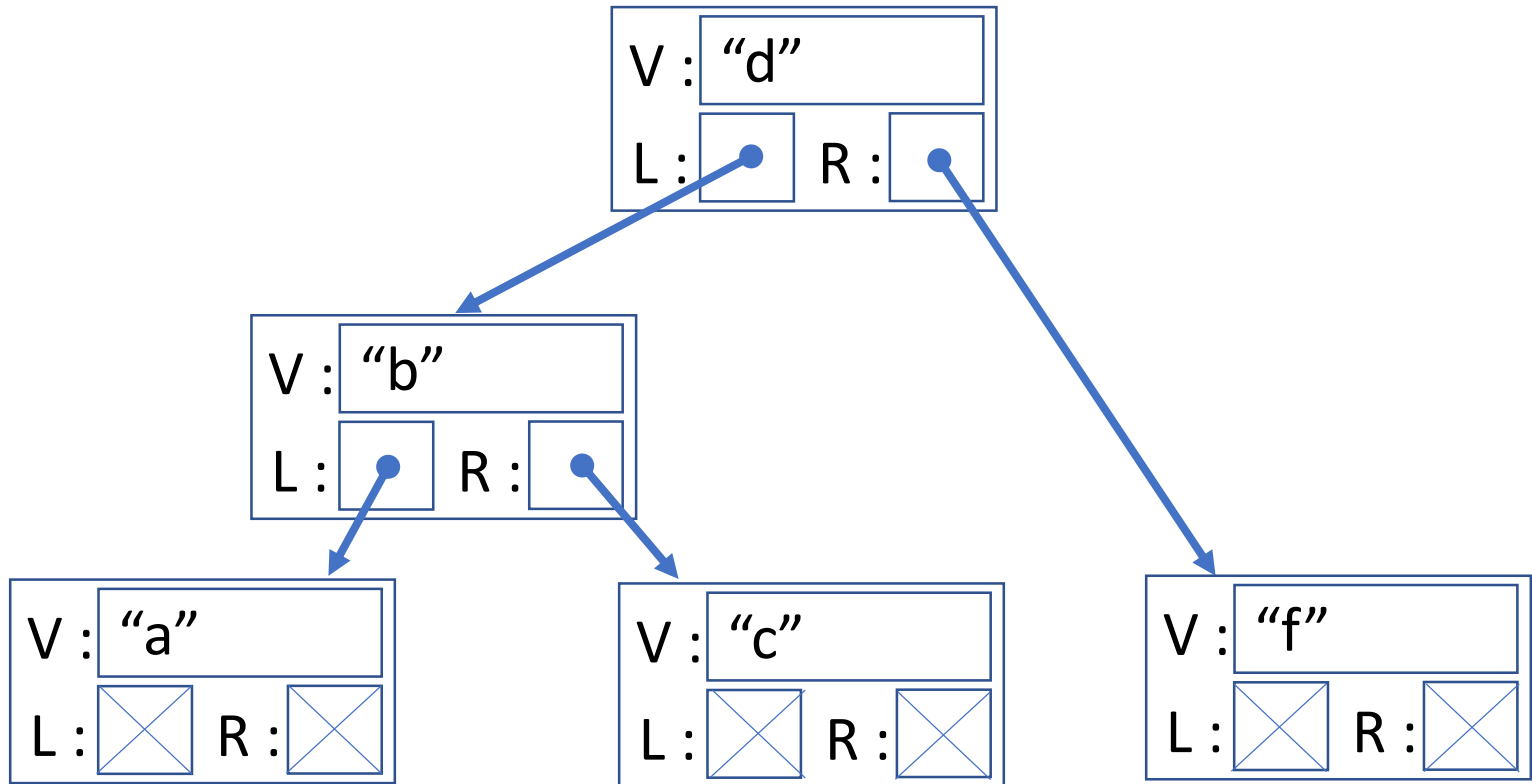 V : “d”
L : R :
V : “b”
L : R :
V : “a”
L : R :
V : “c”
L : R :
V : “f”
L : R :